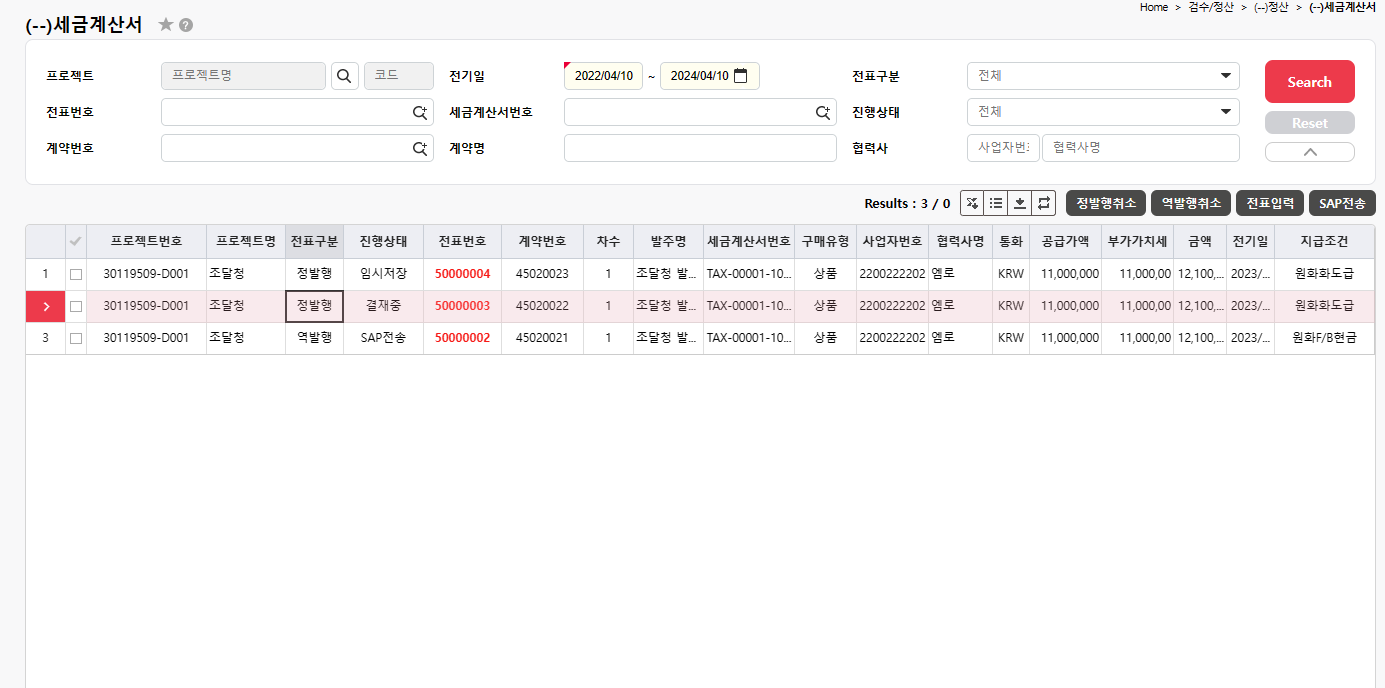 Home > 검수/정산 > (--)정산 > (--)세금계산서
(--)세금계산서
프로젝트 프로젝트명 코드 전기일 2022/04/10 ~ 2024/04/10 전표구분 전체 Search
전표번호 세금계산서번호 진행상태 전체 Reset
계약번호 계약명 협력사 사업자번 협력사명
Results : 3 / 0 정발행취소 역발행취소 전표입력 SAP전송
프로젝트번호 프로젝트명 전표구분 진행상태 전표번호 계약번호 차수 발주명 세금계산서번호 구매유형 사업자번호 협력사명 통화 공급가액 부가가치세 금액 전기일 지급조건
1 30119509-D001 조달청 정발행 임시저장 50000004 45020023 1 조달청 발... TAX-00001-10... 상품 2200222202 엠로 KRW 11,000,000 11,000,00 12,100,... 2023/... 원화화도급
30119509-D001 조달청 정발행 결재중 50000003 45020022 1 조달청 발... TAX-00001-10... 상품 2200222202 엠로 KRW 11,000,000 11,000,00 12,100,... 2023/... 원화화도급
3 30119509-D001 조달청 역발행 SAP전송 50000002 45020021 1 조달청 발... TAX-00001-10... 상품 2200222202 엠로 KRW 11,000,000 11,000,00 12,100,... 2023/... 원화F/B현금